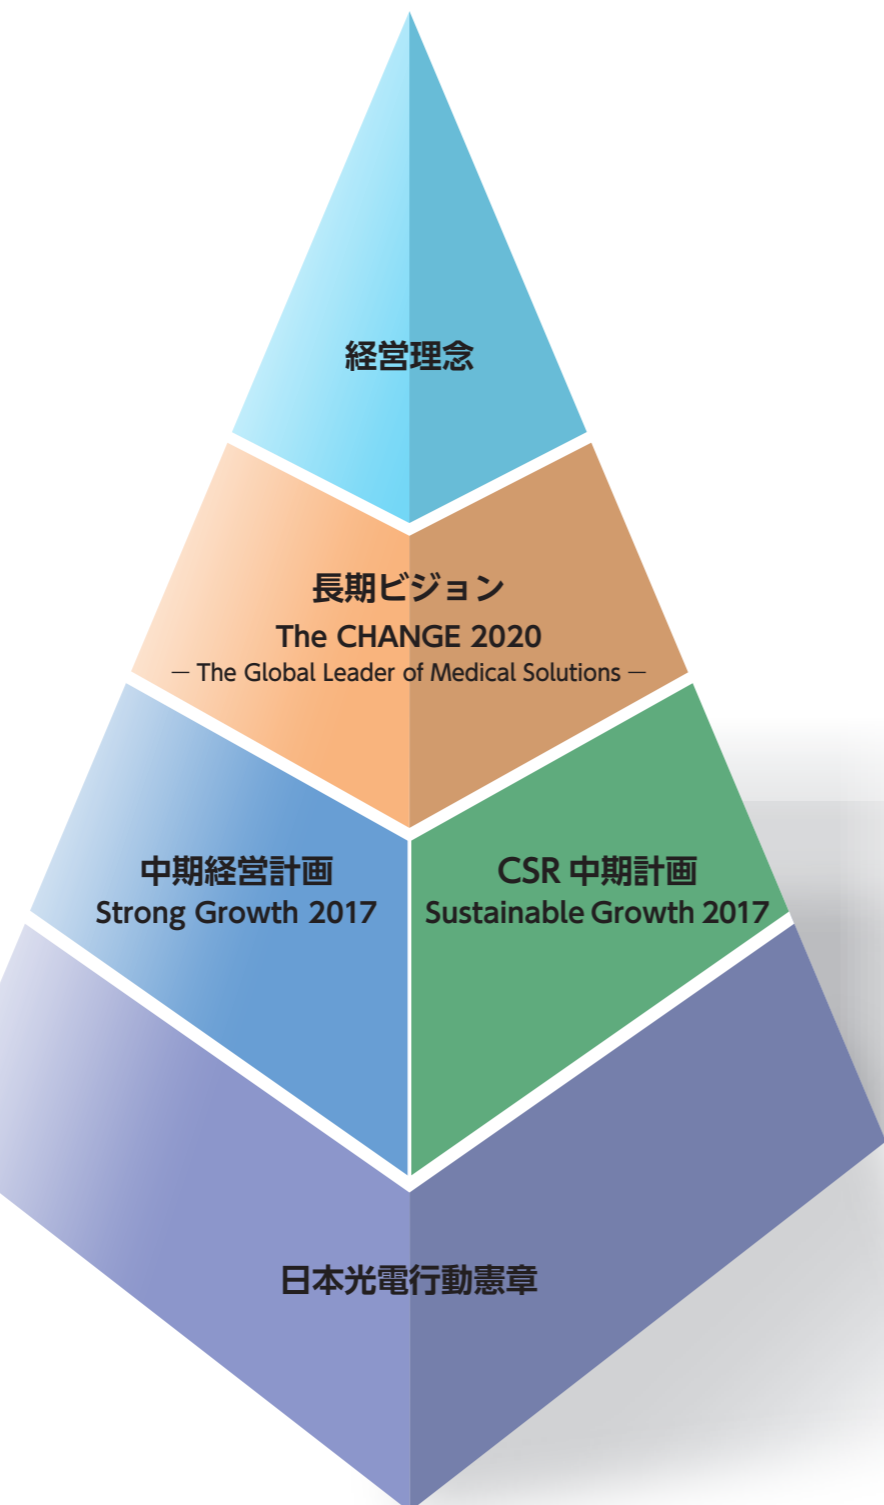 経営理念
長期ビジョン
The CHANGE 2020
― The Global Leader of Medical Solutions ―
中期経営計画
Strong Growth 2017
CSR 中期計画
Sustainable Growth 2017
日本光電行動憲章